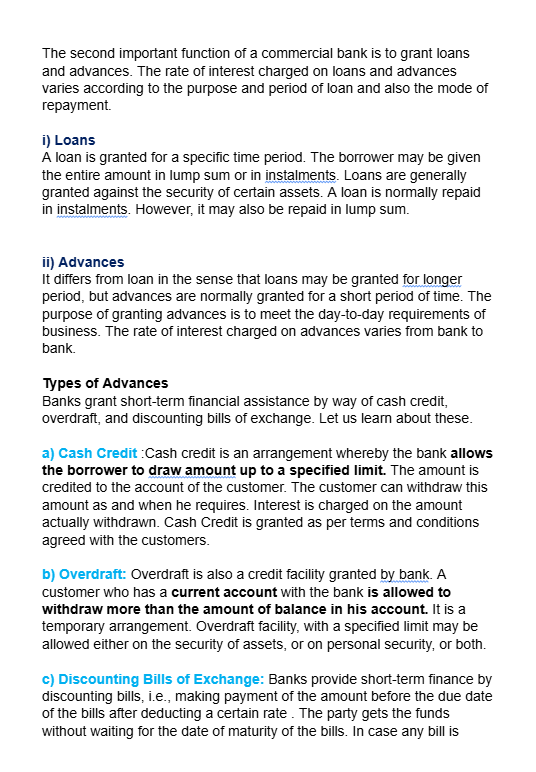 The second important function of a commercial bank is to grant loans
and advances. The rate of interest charged on loans and advances
varies according to the purpose and period of loan and also the mode of
repayment.
i) Loans
A loan is granted for a specific time period. The borrower may be given
the entire amount in lump sum or in instalments. Loans are generally
granted against the security of certain assets. A loan is normally repaid
in instalments. However, it may also be repaid in lump sum.
ii) Advances
It differs from loan in the sense that loans may be granted for longer
period, but advances are normally granted for a short period of time. The
purpose of granting advances is to meet the day-to-day requirements of
business. The rate of interest charged on advances varies from bank to
bank.
Types of Advances
Banks grant short-term financial assistance by way of cash credit,
overdraft, and discounting bills of exchange. Let us learn about these.
a) Cash Credit :Cash credit is an arrangement whereby the bank allows
the borrower to draw amount up to a specified limit. The amount is
credited to the account of the customer. The customer can withdraw this
amount as and when he requires. Interest is charged on the amount
actually withdrawn. Cash Credit is granted as per terms and conditions
agreed with the customers.
b) Overdraft: Overdraft is also a credit facility granted by bank. A
customer who has a current account with the bank is allowed to
withdraw more than the amount of balance in his account. It is a
temporary arrangement. Overdraft facility, with a specified limit may be
allowed either on the security of assets, or on personal security, or both.
c) Discounting Bills of Exchange: Banks provide short-term finance by
discounting bills, i.e., making payment of the amount before the due date
of the bills after deducting a certain rate . The party gets the funds
without waiting for the date of maturity of the bills. In case any bill is